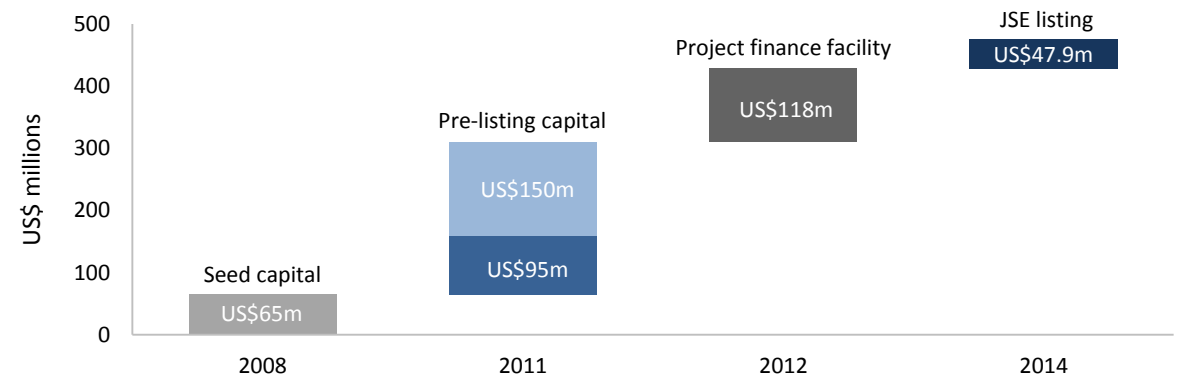 500
400
300
200
100
0
US$ millions
Seed capital
US$65m
Pre-listing capital
US$150m
US$95m
Project finance facility
US$118m
JSE listing
US$47.9m
2008
2011
2012
2014